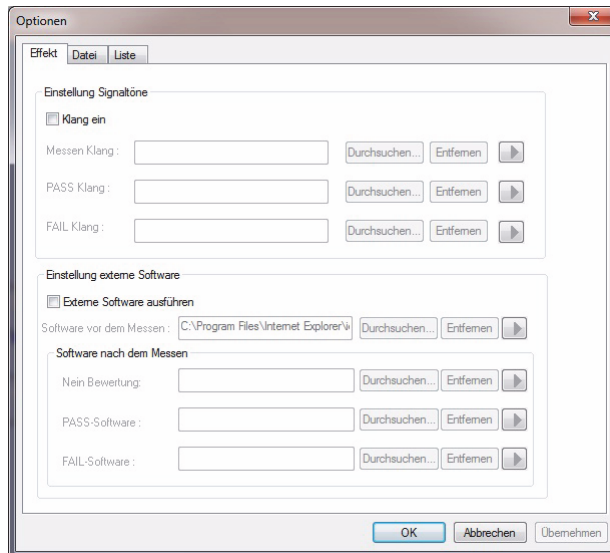 Optionen
Effekt Datei Liste
Einstellung Signaltöne
Klang ein
Messen Klang : Durchsuchen... Entfernen
PASS Klang : Durchsuchen... Entfernen
FAIL Klang : Durchsuchen... Entfernen
Einstellung externe Software
Externe Software ausführen
Software vor dem Messen : C:\Program Files\Internet Explorer\ Durchsuchen... Entfernen
Software nach dem Messen
Nein Bewertung: Durchsuchen... Entfernen
PASS-Software : Durchsuchen... Entfernen
FAIL-Software : Durchsuchen... Entfernen
OK Abbrechen Übernehmen